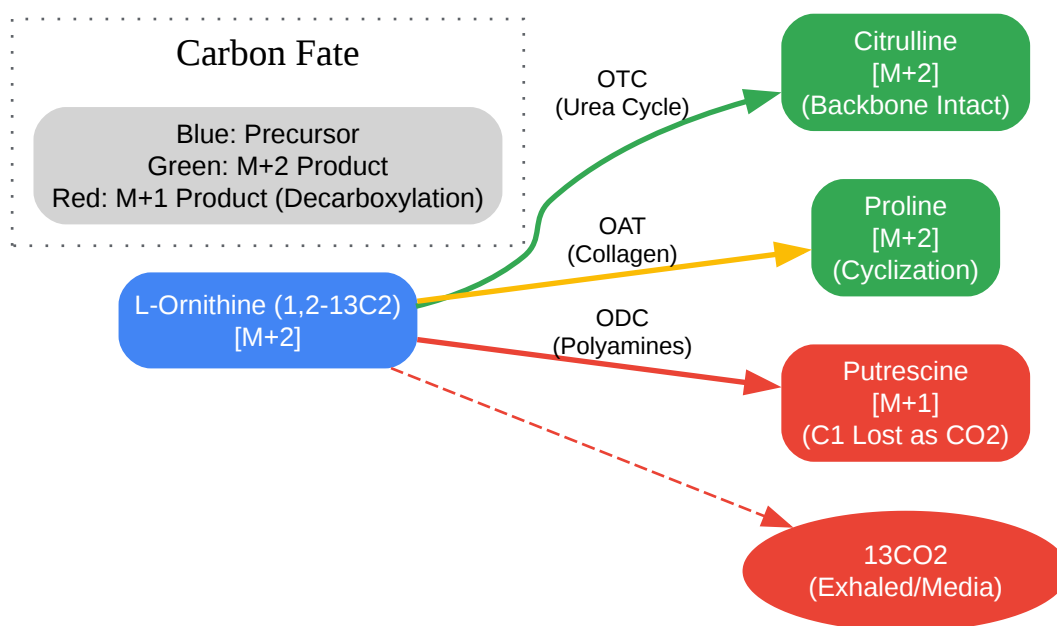 Carbon Fate
Blue: Precursor
Green: M+2 Product
Red: M+1 Product (Decarboxylation)
L-Ornithine (1,2-13C2)
[M+2]
OTC
(Urea Cycle)
Citrulline
[M+2]
(Backbone Intact)
OAT
(Collagen)
Proline
[M+2]
(Cyclization)
ODC
(Polyamines)
Putrescine
[M+1]
(C1 Lost as CO2)
13CO2
(Exhaled/Media)